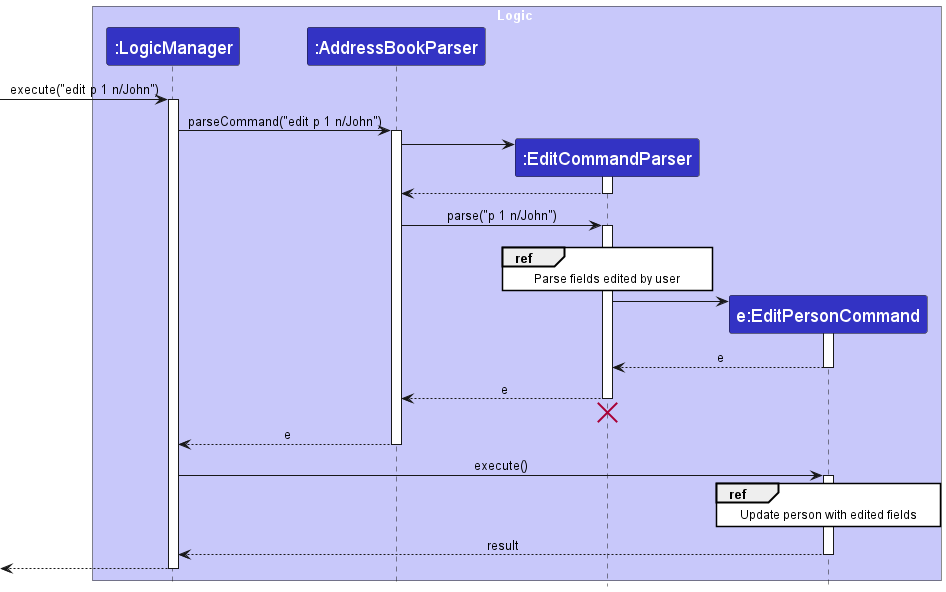 Logic
:LogicManager
:AddressBookParser
execute("edit p 1 n/John")
parseCommand("edit p 1 n/John")
:EditCommandParser
parse("p 1 n/John")
ref
Parse fields edited by user
e:EditPersonCommand
e
e
e
execute()
ref
Update person with edited fields
result